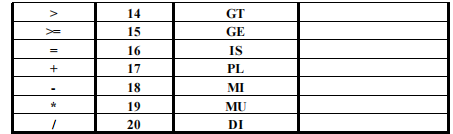 > 14 GT
>= 15 GE
= 16 IS
+ 17 PL
- 18 MI
* 19 MU
/ 20 DI